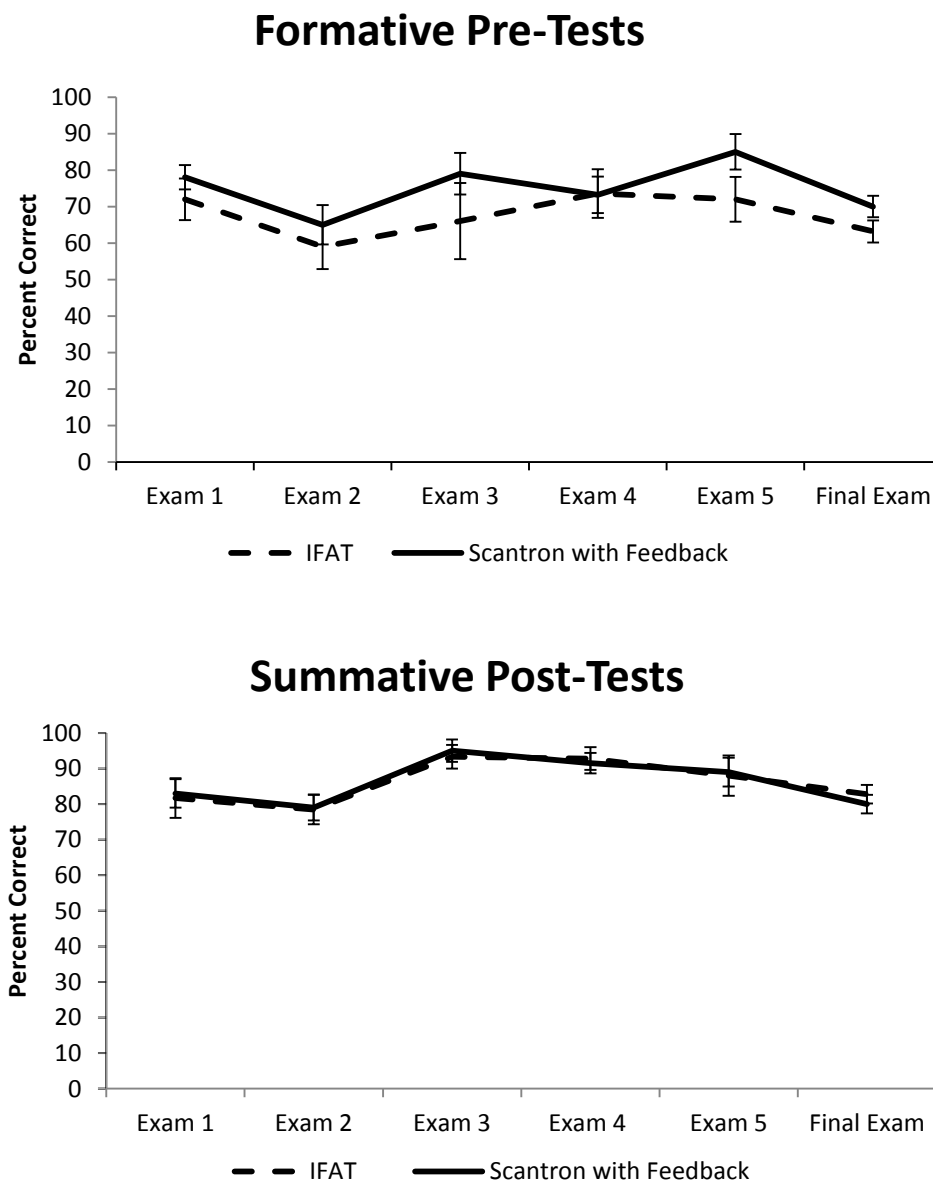 Formative Pre-Tests
100
90
80
70
60
50
40
30
20
10
0
Percent Correct
Exam 1 Exam 2 Exam 3 Exam 4 Exam 5 Final Exam
IFAT Scantron with Feedback
Summative Post-Tests
100
90
80
70
60
50
40
30
20
10
0
Percent Correct
Exam 1 Exam 2 Exam 3 Exam 4 Exam 5 Final Exam
IFAT Scantron with Feedback